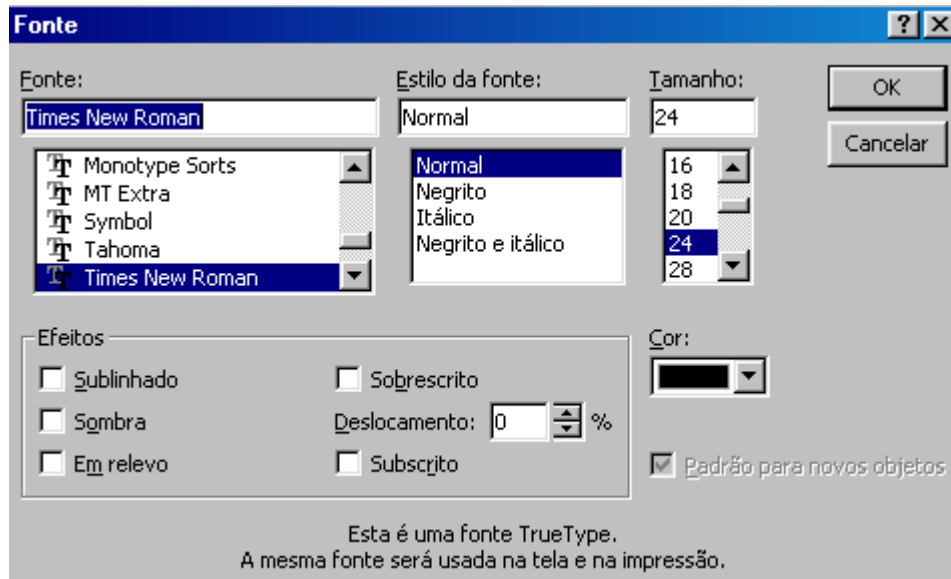 Fonte
Fonte:
Times New Roman
Monotype Sorts
MT Extra
Symbol
Tahoma
Times New Roman
Estilo da fonte:
Normal
Normal
Negrito
Itálico
Negrito e itálico
Tamanho:
24
16
18
20
24
28
OK
Cancelar
Efeitos
Sublinhado
Sombra
Em relevo
Sobrescrito
Deslocamento: 0 %
Subscrito
Cor:
Padrão para novos objetos
Esta é uma fonte TrueType.
A mesma fonte será usada na tela e na impressão.